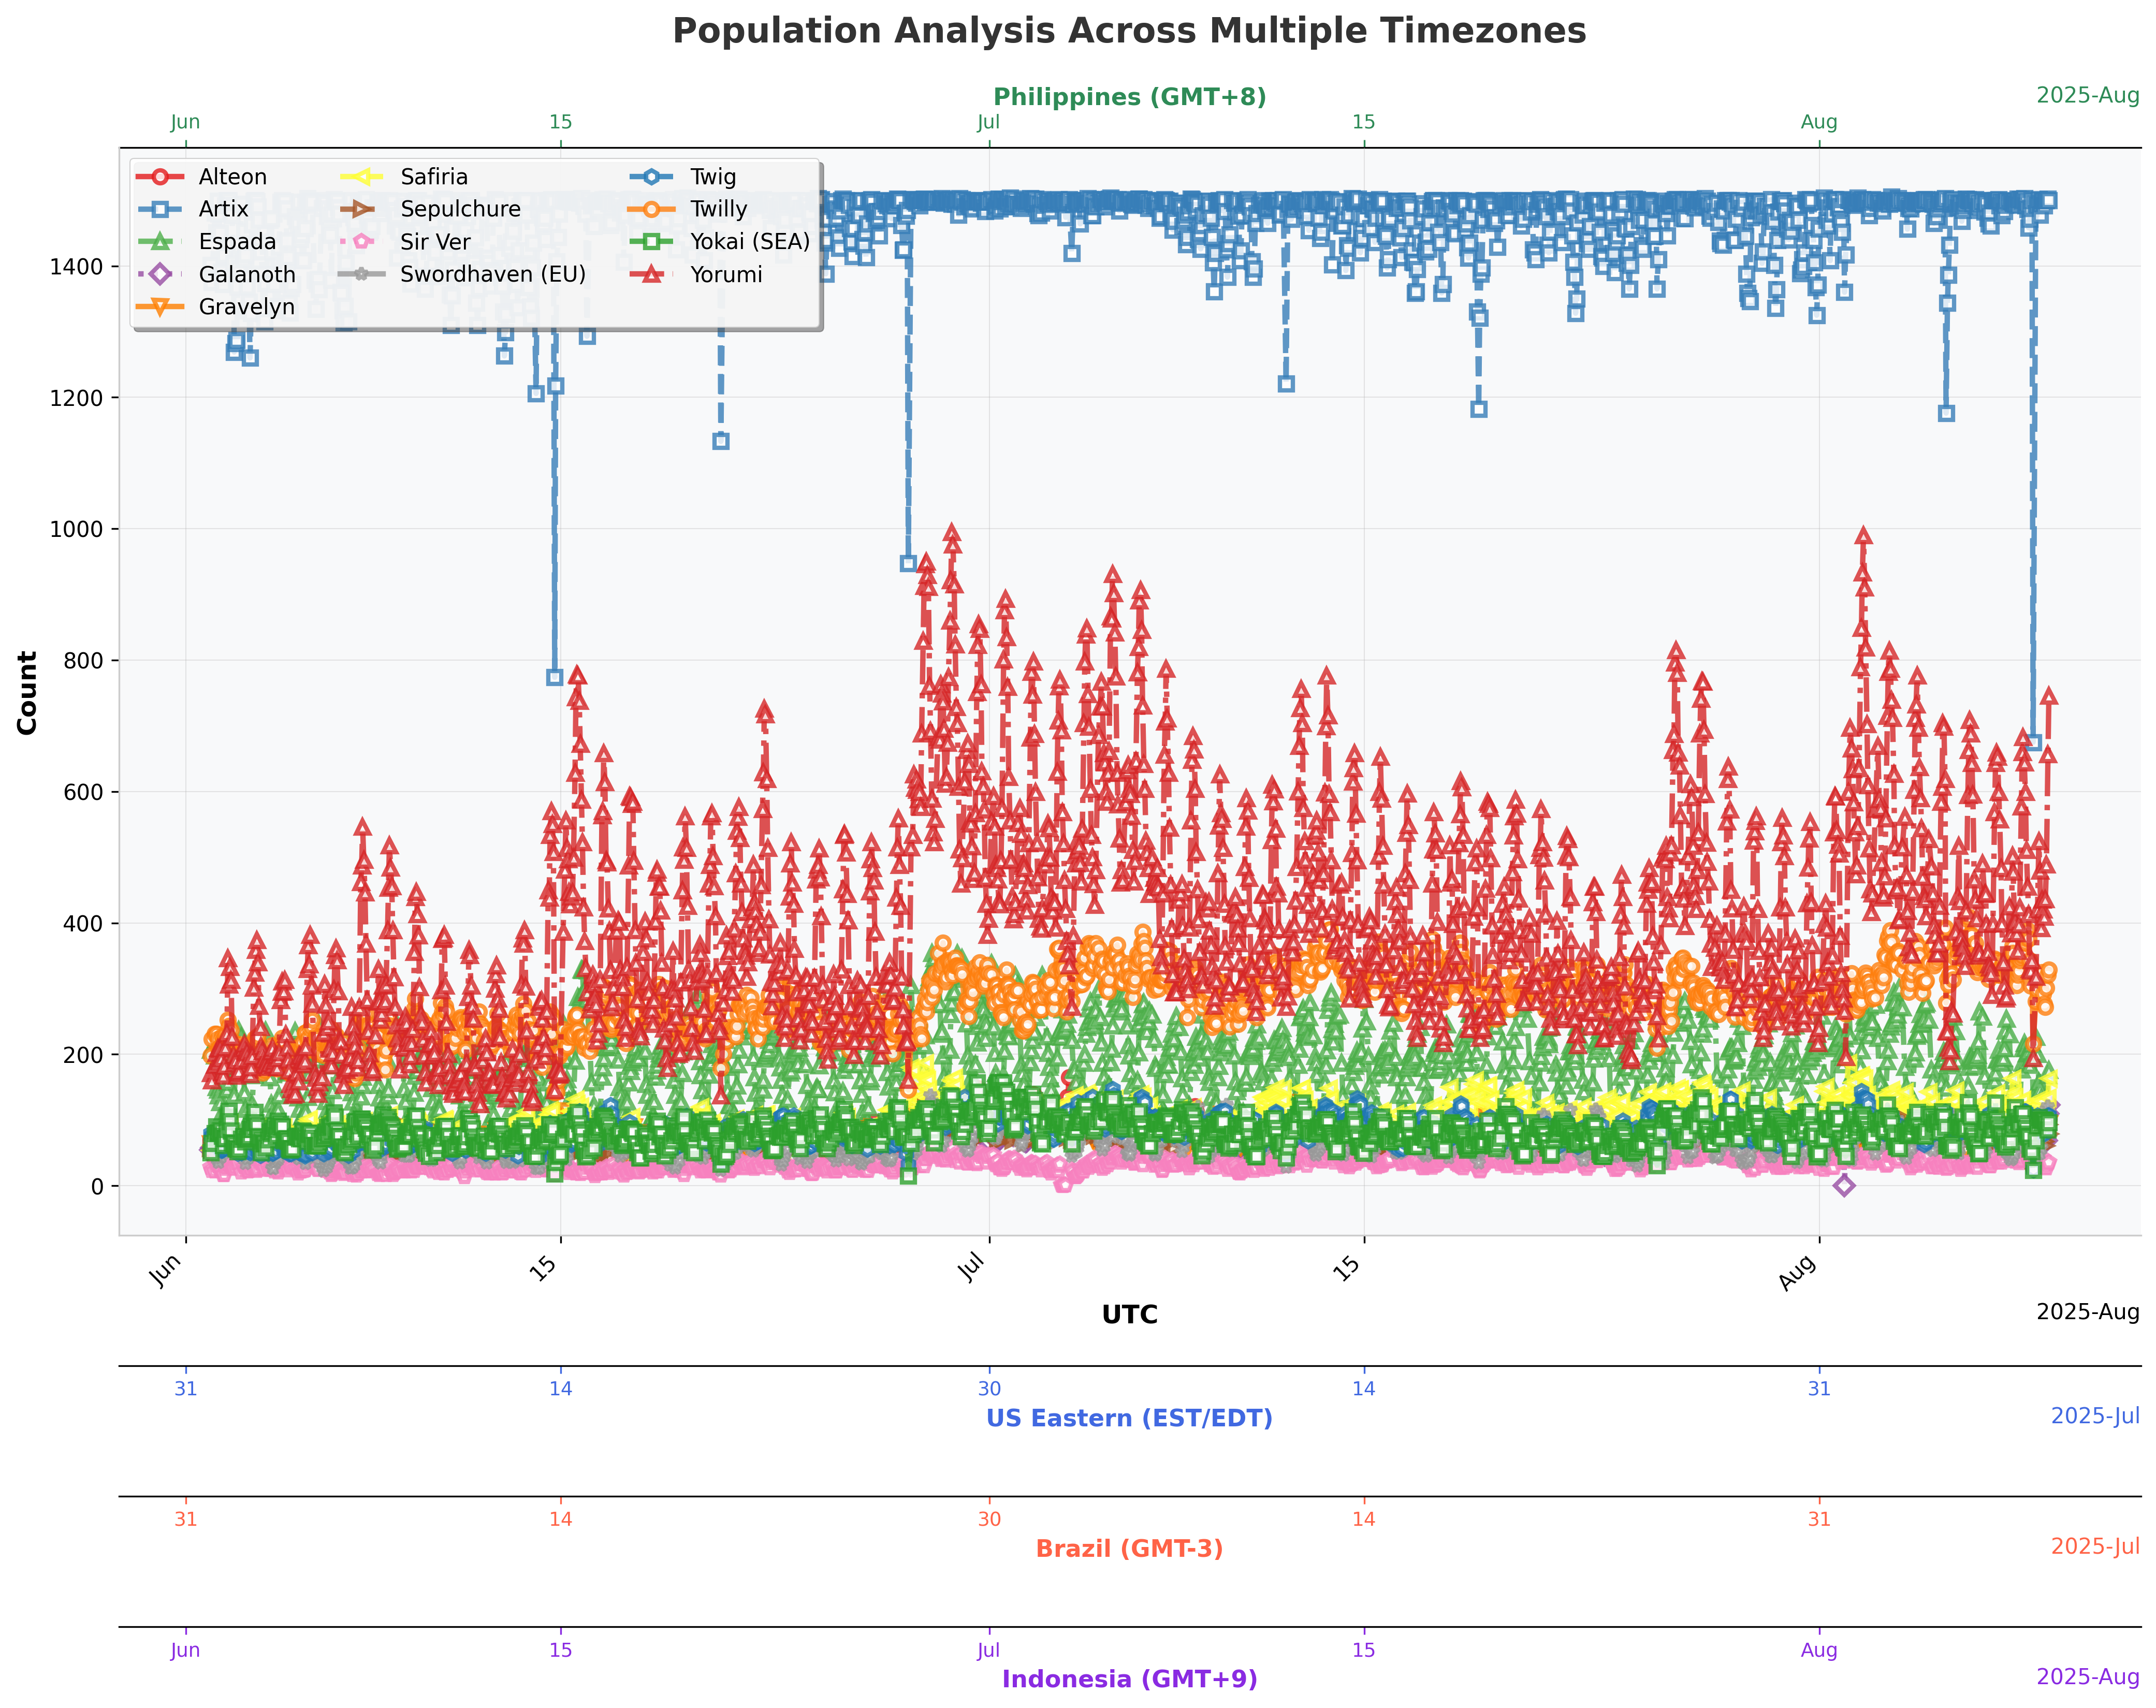 Population Analysis Across Multiple Timezones
Philippines (GMT+8)
2025-Aug
Jun 15 Jul 15 Aug
Alteon Safiria Twig
Artix Sepulchure Twilly
Espada Sir Ver Yokai (SEA)
Galanoth Swordhaven (EU) Yorumi
Gravelyn
Count
1400
1200
1000
800
600
400
200
0
Jun 15 Jul 15 Aug
UTC
2025-Aug
31 14 30 14 31
US Eastern (EST/EDT)
2025-Jul
31 14 30 14 31
Brazil (GMT-3)
2025-Jul
Jun 15 Jul 15 Aug
Indonesia (GMT+9)
2025-Aug